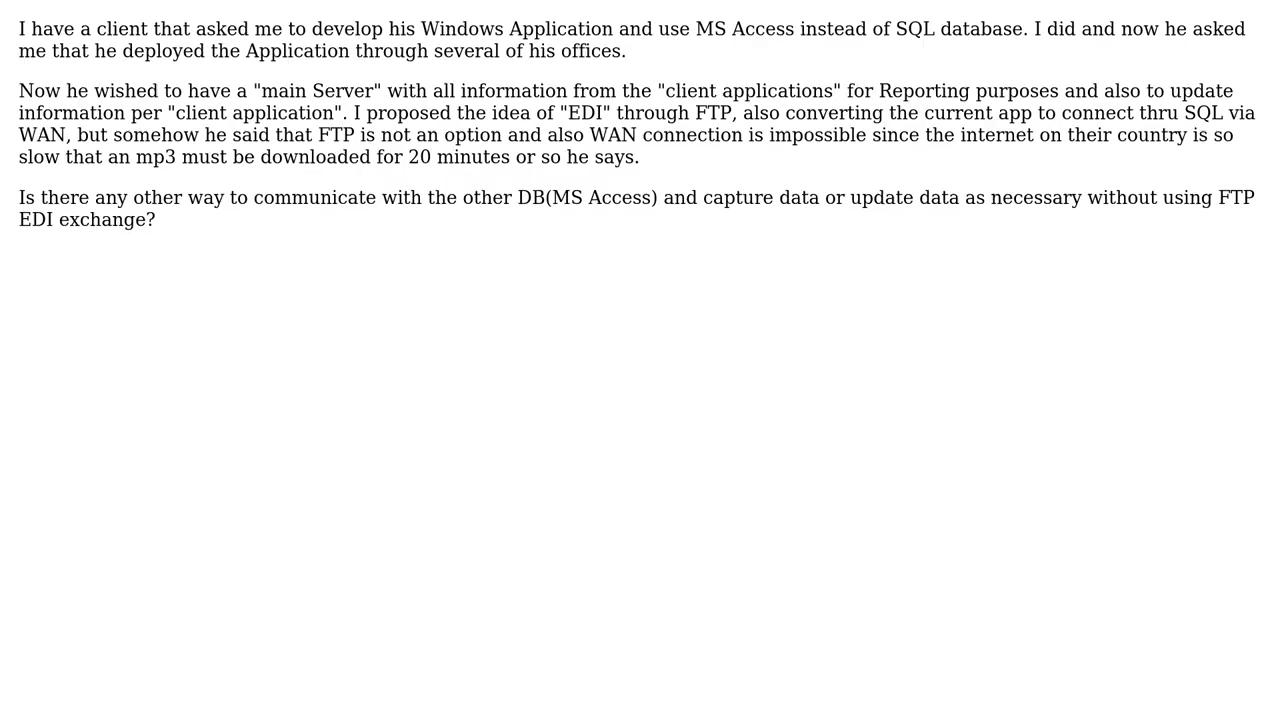 I have a client that asked me to develop his Windows Application and use MS Access instead of SQL database. I did and now he asked
me that he deployed the Application through several of his offices.
Now he wished to have a "main Server" with all information from the "client applications" for Reporting purposes and also to update
information per "client application". I proposed the idea of "EDI" through FTP, also converting the current app to connect thru SQL via
WAN, but somehow he said that FTP is not an option and also WAN connection is impossible since the internet on their country is so
slow that an mp3 must be downloaded for 20 minutes or so he says.
Is there any other way to communicate with the other DB(MS Access) and capture data or update data as necessary without using FTP
EDI exchange?